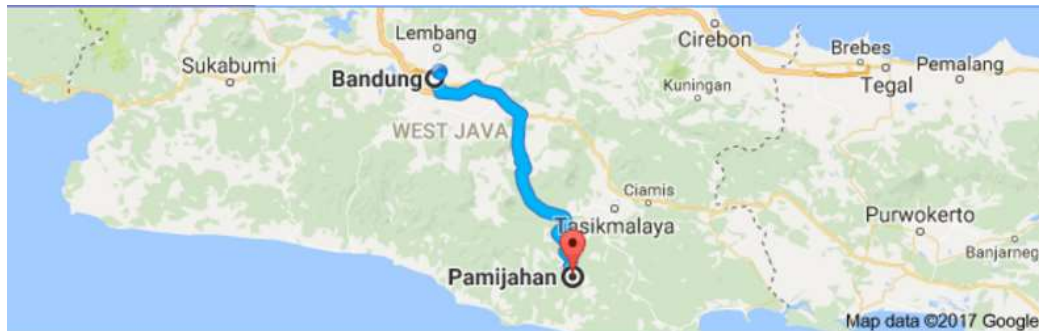 Lembang
Cirebon
Brebes
Sukabumi
Bandung
Tegal
Pemalang
Kuningan
WEST JAVA
Ciamis
Tasikmalaya
Purwokerto
Banjarneg
Pamijahan
Map data ©2017 Google